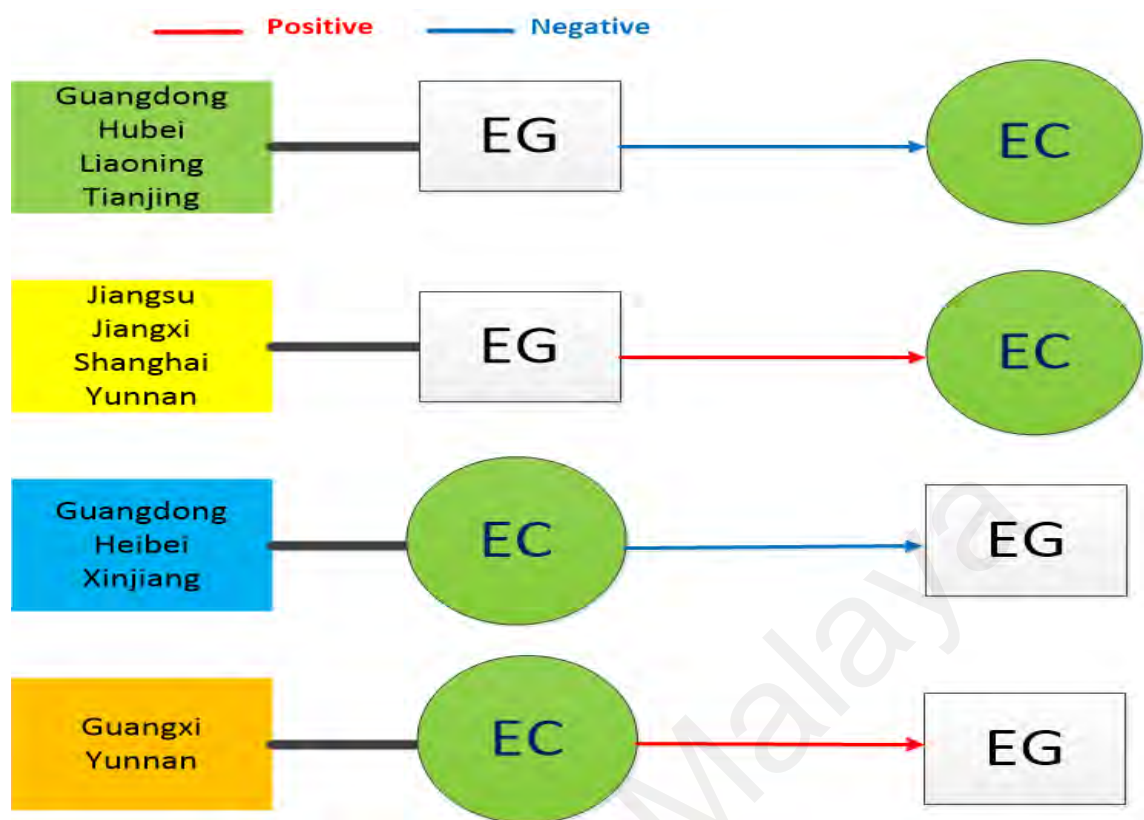 Positive Negative
Guangdong
Hubei
Liaoning
Tianjing
EG
EC
Jiangsu
Jiangxi
Shanghai
Yunnan
EG
EC
Guangdong
Heibei
Xinjiang
EC
EG
Guangxi
Yunnan
EC
EG
Malaya